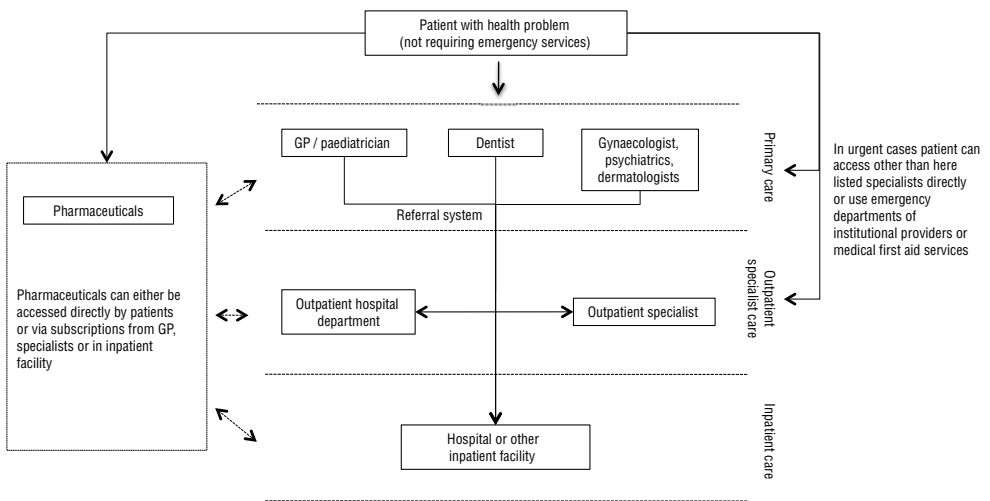 Patient with health problem
(not requiring emergency services)
GP / paediatrician
Dentist
Gynaecologist,
psychiatrics,
dermatologists
Primary care
In urgent cases patient can
access other than here
listed specialists directly
or use emergency
departments of
institutional providers or
medical first aid services
Pharmaceuticals
Referral system
Pharmaceuticals can either be
accessed directly by patients
or via subscriptions from GP,
specialists or in inpatient
facility
Outpatient hospital
department
Outpatient specialist
Outpatient
specialist care
Hospital or other
inpatient facility
Inpatient care